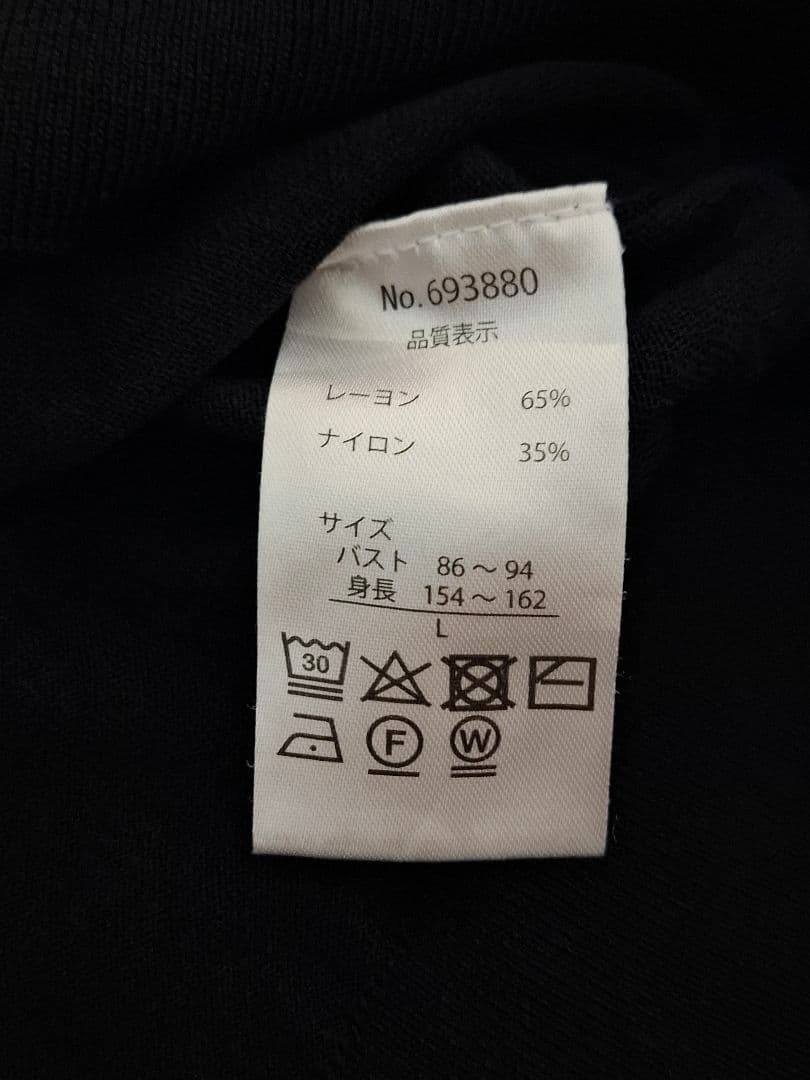 No.693880
品質表示
レーヨン 65%
ナイロン 35%
サイズ
バスト 86～94
身長 154～162
L
30
F W